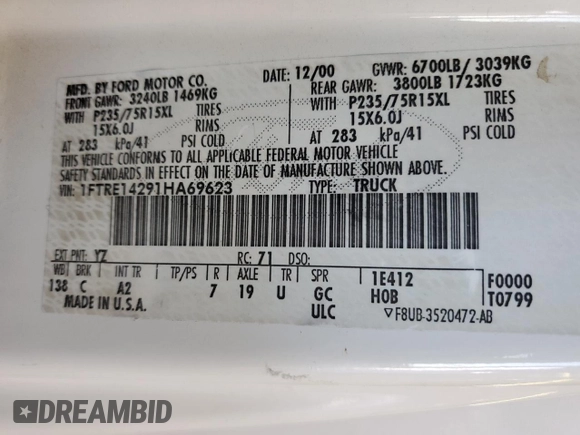 MFD. BY FORD MOTOR CO.
DATE: 12/00
GVWR: 6700LB/ 3039KG
FRONT GAWR: 3240LB 1469KG
REAR GAWR: 3800LB 1723KG
WITH P235/75R15XL TIRES
WITH P235/75R15XL TIRES
15X6.0J RIMS
15X6.0J RIMS
AT 283 kPa/41 PSI COLD
AT 283 kPa/41 PSI COLD
THIS VEHICLE CONFORMS TO ALL APPLICABLE FEDERAL MOTOR VEHICLE
SAFETY STANDARDS IN EFFECT ON THE DATE OF MANUFACTURE SHOWN ABOVE.
VIN: 1FTRE14291HA69623
TYPE: TRUCK
EXT PNT: YZ RC: 71 DSO:
WB BRK INT TR TP/PS R AXLE TR SPR
138 C A2 7 19 U GC
ULC
1E412
H0B
F0000
T0799
MADE IN U.S.A.
▽F8UB-3520472-AB
DREAMBID